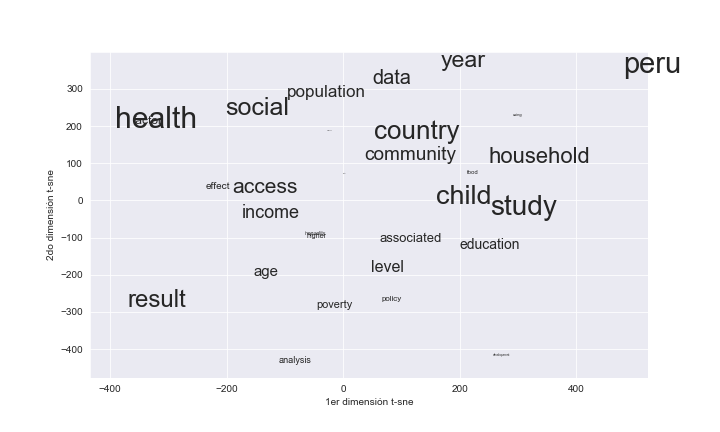 year
peru
data
population
300
social
health
factor
200
country
community
household
100
food
effect
access
child
study
0
income
higher
associated
education
-100
age
level
-200
result
poverty
policy
-300
analysis
development
-400
-400
-200
0
200
400
1er dimensión t-sne
2do dimensión t-sne